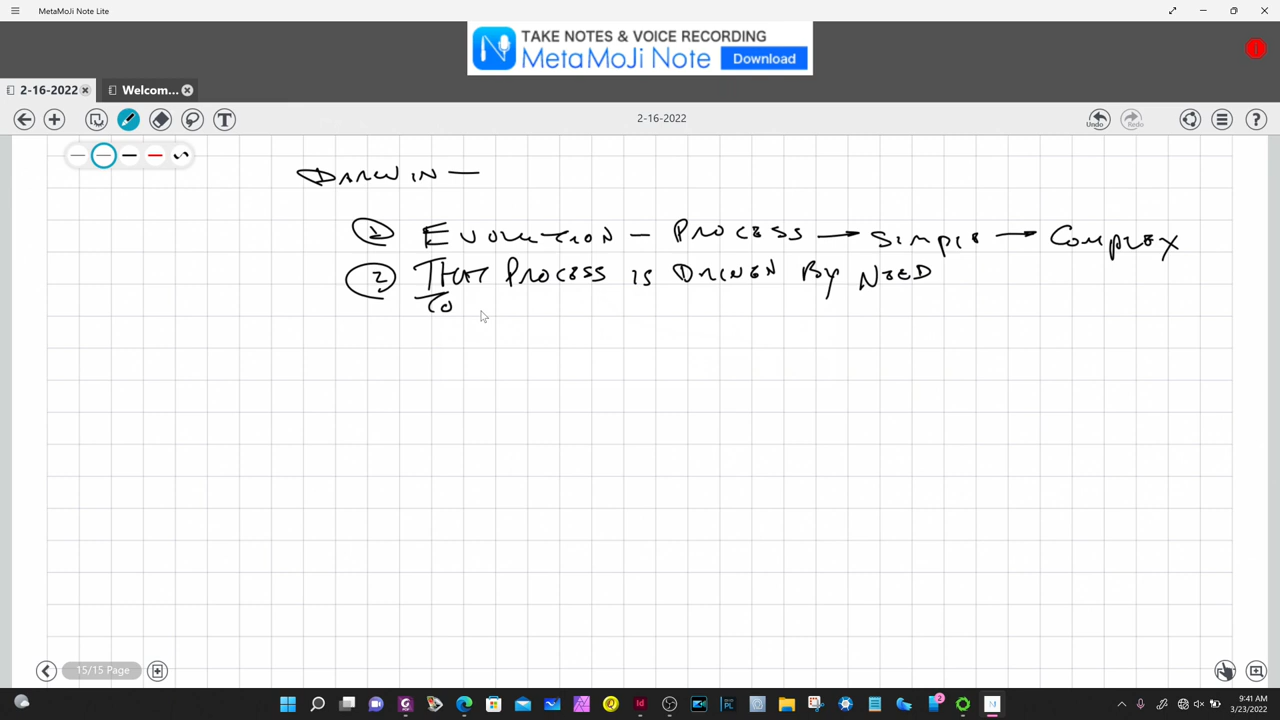 MetaMoJi Note Lite
TAKE NOTES & VOICE RECORDING
MetaMoJi Note Download
2-16-2022 Welcom...
T 2-16-2022 Undo Redo
DARWIN —
① EVOLUTION — PROCESS → SIMPLE → COMPLEX
② THAT PROCESS IS DRIVEN BY NEED
TO
15/15 Page
9:41 AM
3/23/2022